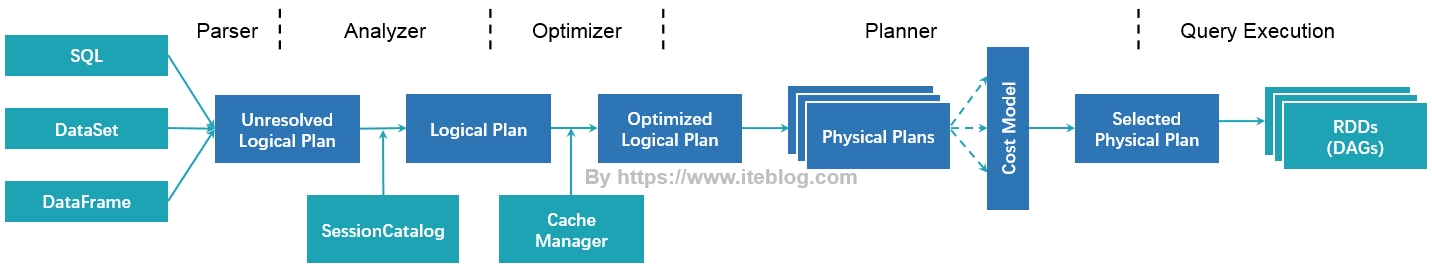 Parser
Analyzer
Optimizer
Planner
Query Execution
SQL
DataSet
DataFrame
Unresolved
Logical Plan
Logical Plan
Optimized
Logical Plan
Physical Plans
Cost Model
Selected
Physical Plan
RDDs
(DAGs)
SessionCatalog
Cache
Manager
By https://www.iteblog.com